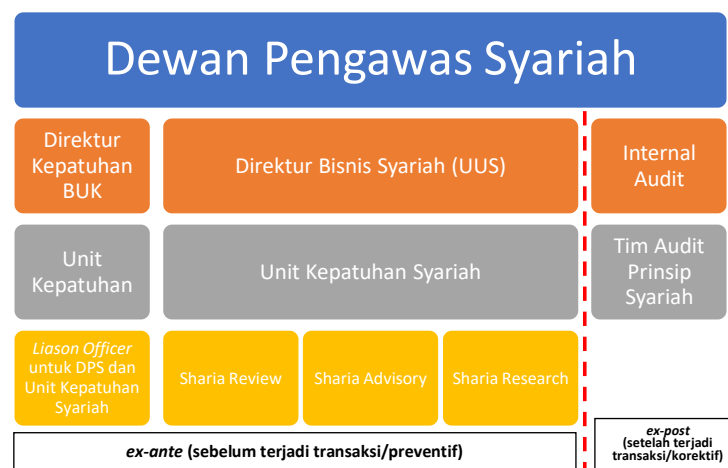 Dewan Pengawas Syariah
Direktur
Kepatuhan
BUK
Direktur Bisnis Syariah (UUS)
Internal
Audit
Unit
Kepatuhan
Unit Kepatuhan Syariah
Tim Audit
Prinsip
Syariah
Liason Officer
untuk DPS dan
Unit Kepatuhan
Syariah
Sharia Review
Sharia Advisory
Sharia Research
ex-ante (sebelum terjadi transaksi/preventif)
ex-post
(setelah terjadi
transaksi/korektif)